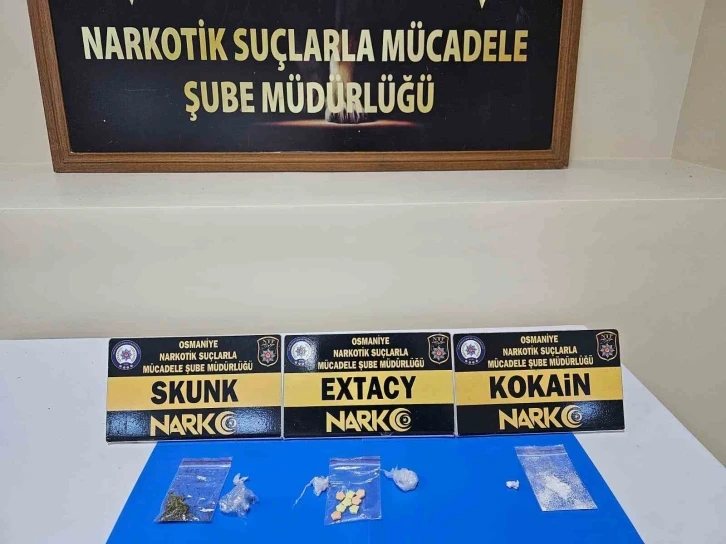 NARKOTİK SUÇLARLA MÜCADELE
ŞUBE MÜDÜRLÜĞÜ
OSMANİYE
NARKOTİK SUÇLARLA
MÜCADELE ŞUBE MÜDÜRLÜĞÜ
SKUNK
NARKO
OSMANİYE
NARKOTİK SUÇLARLA
MÜCADELE ŞUBE MÜDÜRLÜĞÜ
EXTACY
NARKO
OSMANİYE
NARKOTİK SUÇLARLA
MÜCADELE ŞUBE MÜDÜRLÜĞÜ
KOKAiN
NARKO